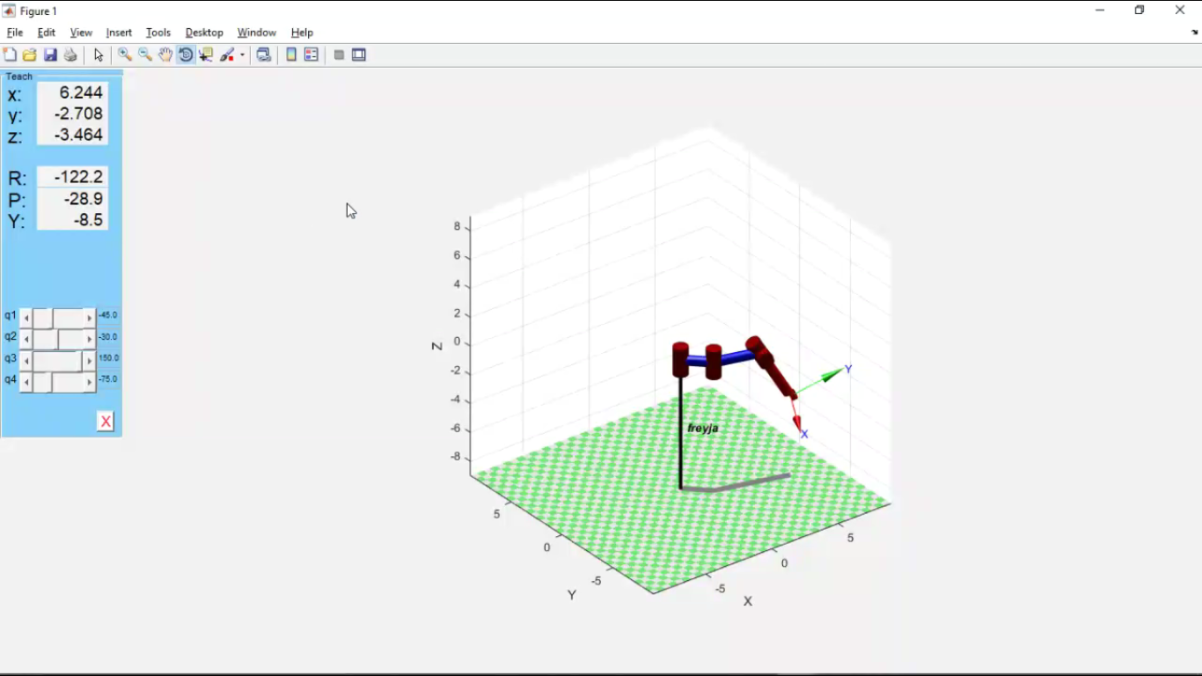 Figure 1
File Edit View Insert Tools Desktop Window Help
Teach
x: 6.244
y: -2.708
z: -3.464
R: -122.2
P: -28.9
Y: -8.5
q1 -45.0
q2 -30.0
q3 150.0
q4 -75.0
X
8
6
4
2
0
-2
-4
-6
-8
Z
freyja
Y
X
5
0
-5
Y
5
0
-5
X